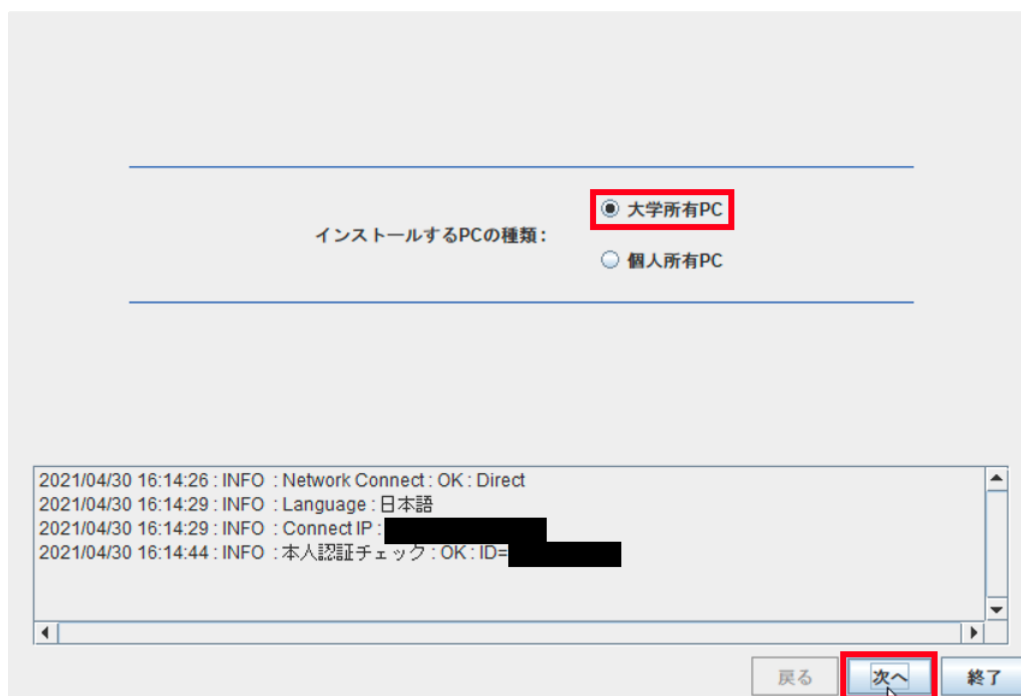 大学所有PC
インストールするPCの種類:
個人所有PC
2021/04/30 16:14:26 : INFO : Network Connect : OK : Direct
2021/04/30 16:14:29 : INFO : Language : 日本語
2021/04/30 16:14:29 : INFO : Connect IP :
2021/04/30 16:14:44 : INFO : 本人認証チェック : OK : ID=
戻る 次へ 終了